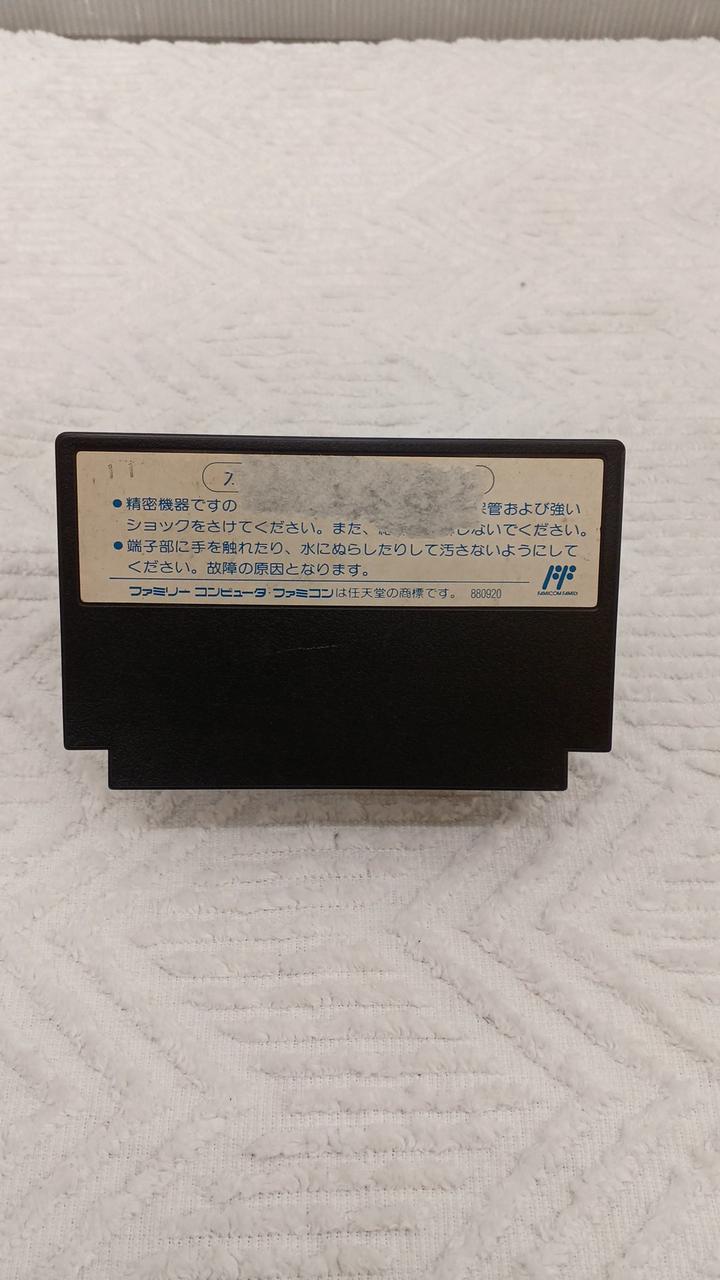 精密機器ですの 管および強い
ショックをさけてください。また、 しないでください。
端子部に手を触れたり、水にぬらしたりして汚さないようにして
ください。故障の原因となります。
ファミリー コンピュータ・ファミコンは任天堂の商標です。 880920
FAMICOM FAMILY